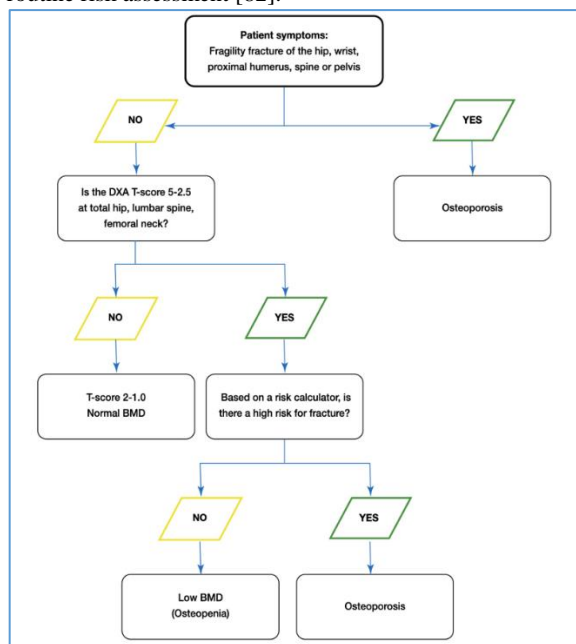 routine risk assessment [82].
Patient symptoms:
Fragility fracture of the hip, wrist,
proximal humerus, spine or pelvis
NO
YES
Is the DXA T-score 5-2.5
at total hip, lumbar spine,
femoral neck?
Osteoporosis
NO
YES
T-score 2-1.0
Normal BMD
Based on a risk calculator, is
there a high risk for fracture?
NO
YES
Low BMD
(Osteopenia)
Osteoporosis